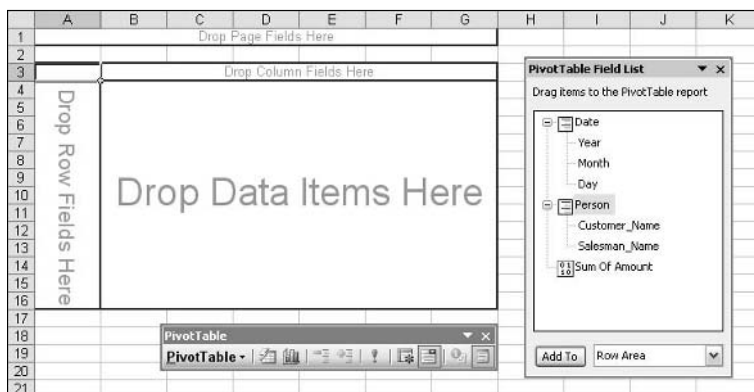 A B C D E F G H I J K
1 Drop Page Fields Here
2
3 Drop Column Fields Here
4
5
6
7
8
9
10
11
12
13
14
15
16
17
18
19
20
21
Drop Row Fields Here
Drop Data Items Here
PivotTable Field List
Drag items to the PivotTable report
Date
Year
Month
Day
Person
Customer_Name
Salesman_Name
Sum Of Amount
Add To Row Area
PivotTable
PivotTable